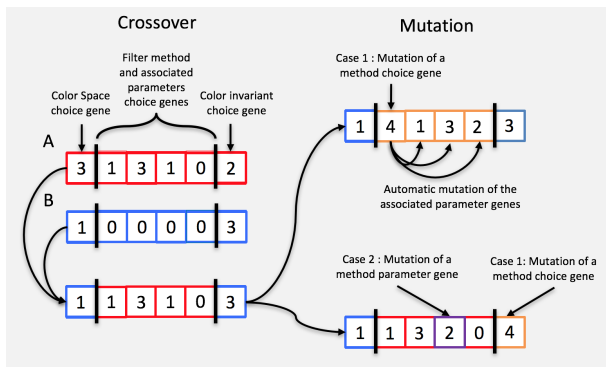 Crossover
Mutation
Filter method
and associated
parameters
choice genes
Color Space
choice gene
Color invariant
choice gene
A
3 1 3 1 0 2
B
1 0 0 0 0 3
1 1 3 1 0 3
Case 1 : Mutation of a
method choice gene
1 4 1 3 2 3
Automatic mutation of the
associated parameter genes
Case 2 : Mutation of a
method parameter gene
Case 1: Mutation of a
method choice gene
1 1 3 2 0 4